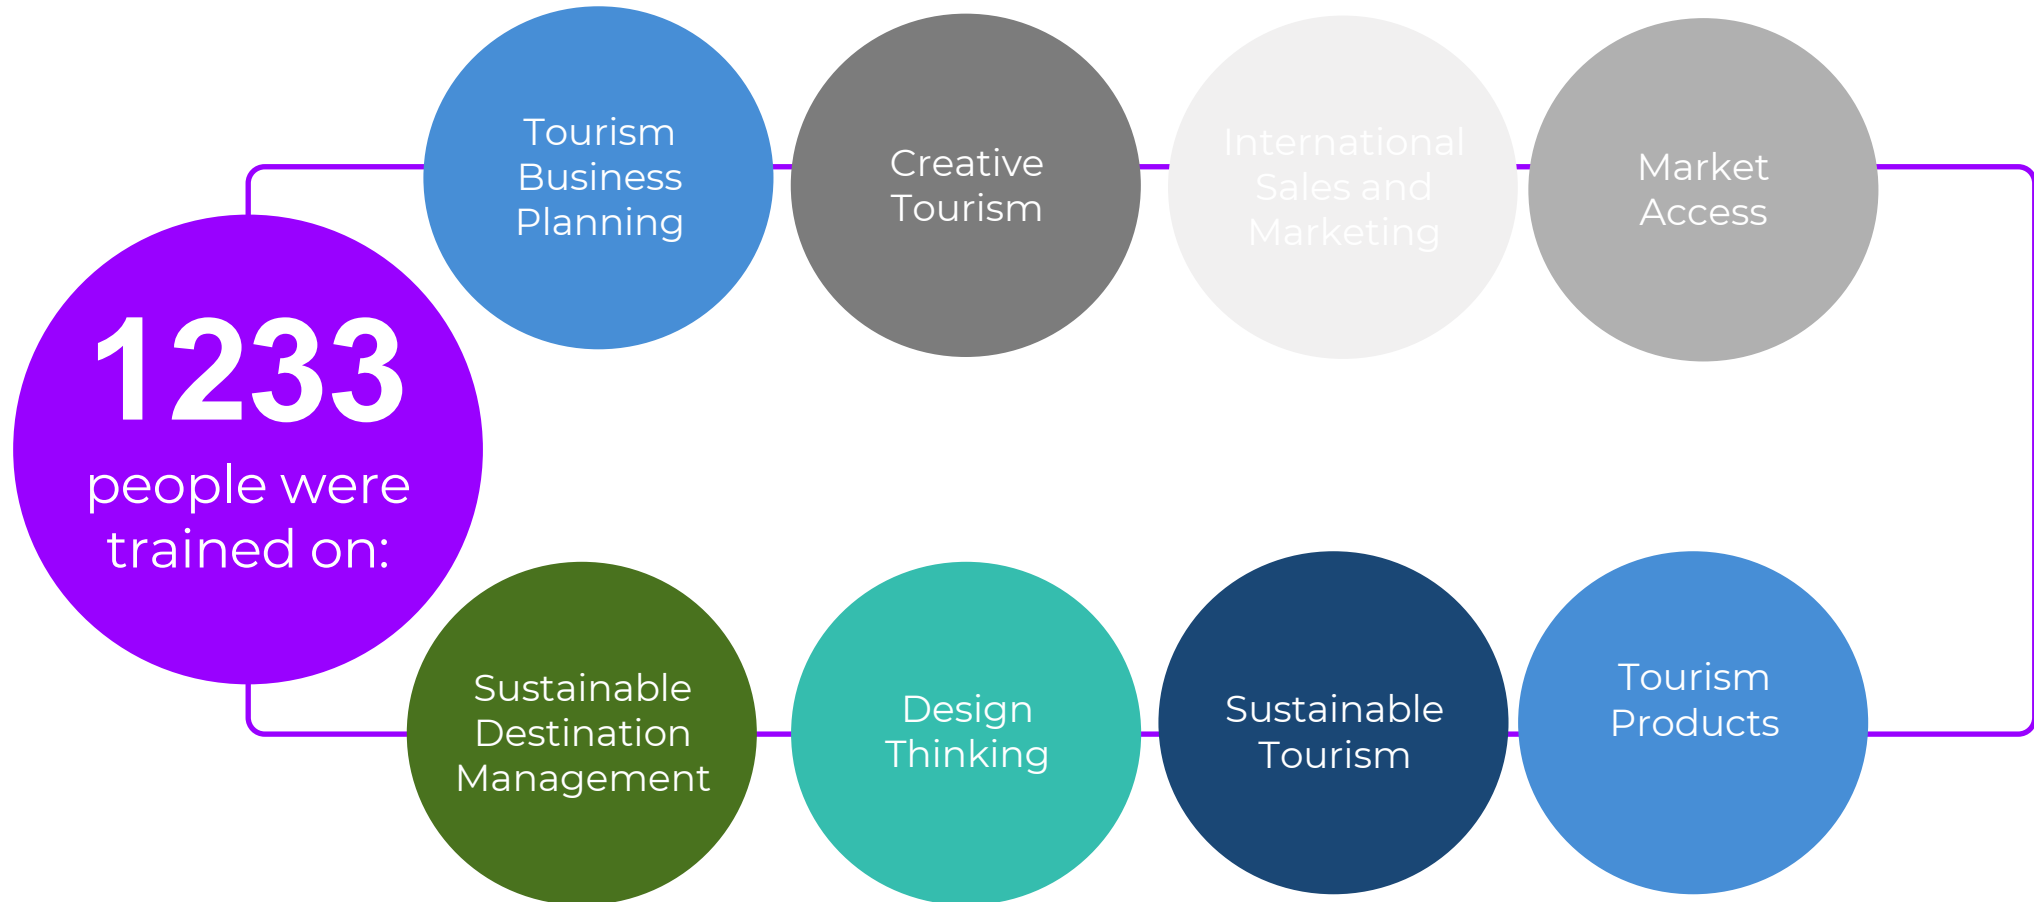 1233
people were
trained on:
Tourism
Business
Planning
Creative
Tourism
International
Sales and
Marketing
Market
Access
Sustainable
Destination
Management
Design
Thinking
Sustainable
Tourism
Tourism
Products